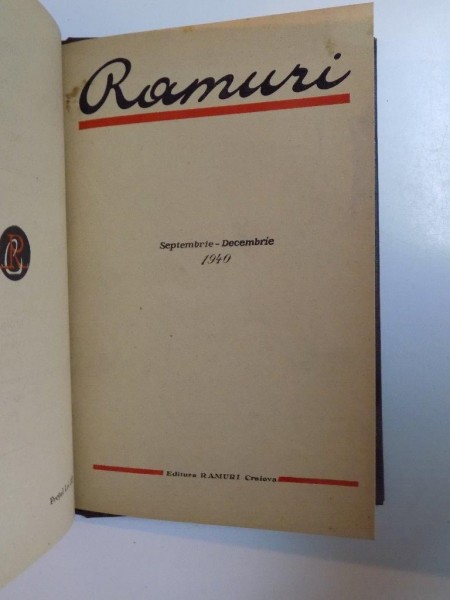 Ramuri
Septembrie - Decembrie
1940
Editura RAMURI Craiova
R